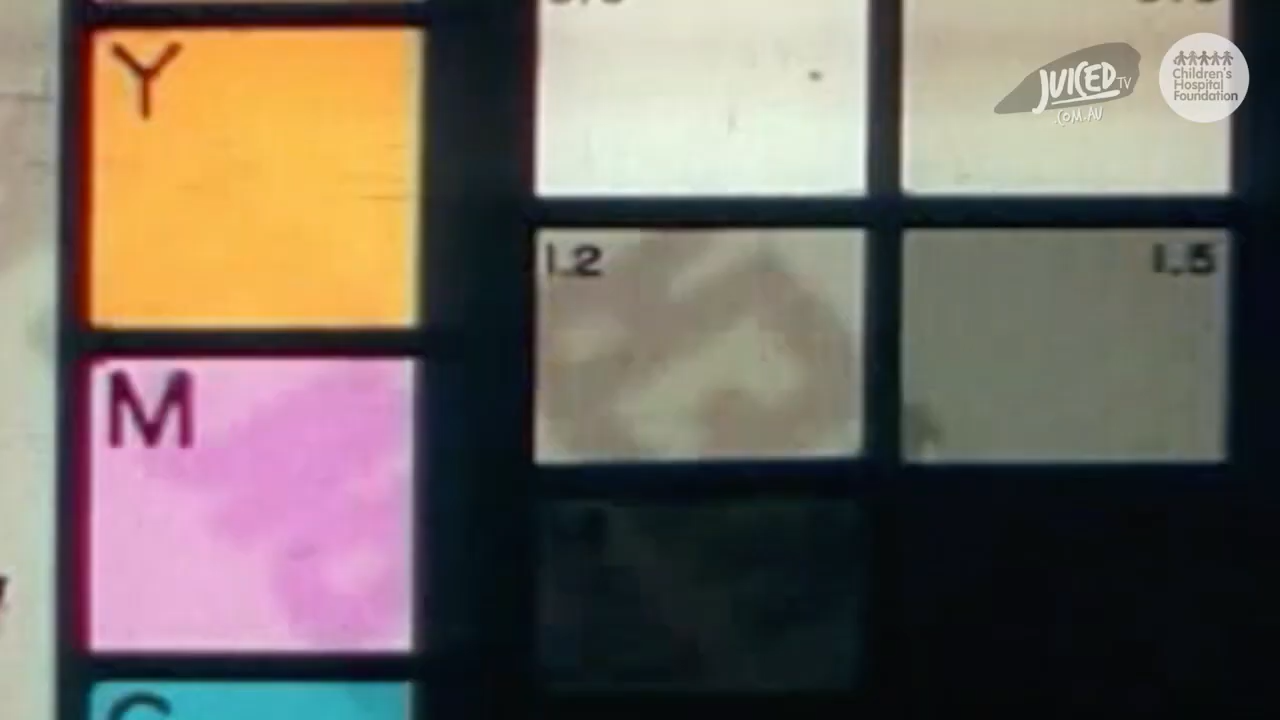 Y
JUICED TV
.COM.AU
Children's
Hospital
Foundation
1.2
1.5
M
C